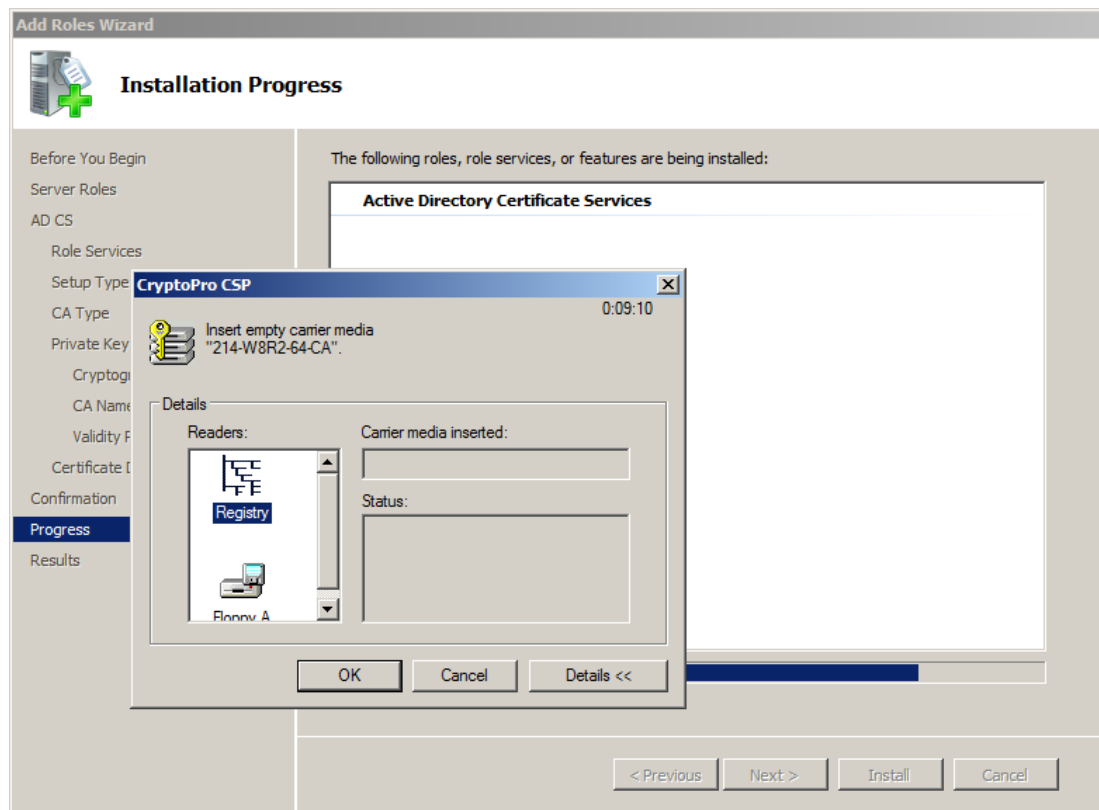 Add Roles Wizard
Installation Progress
Before You Begin
Server Roles
AD CS
Role Services
Setup Type
CA Type
Private Key
CA Name
Validity
Confirmation
Progress
Results
The following roles, role services, or features are being installed:
Active Directory Certificate Services
CryptoPro CSP
0:09:10
Insert empty carrier media
"214-W8R2-64-CA".
Details
Readers:
Registry
Floppy A
Carrier media inserted:
Status:
OK
Cancel
Details <<
< Previous
Next >
Install
Cancel